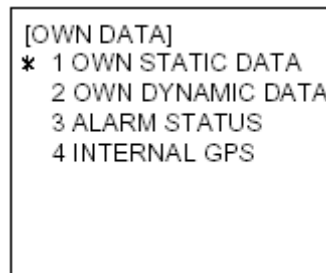 [OWN DATA]
* 1 OWN STATIC DATA
2 OWN DYNAMIC DATA
3 ALARM STATUS
4 INTERNAL GPS